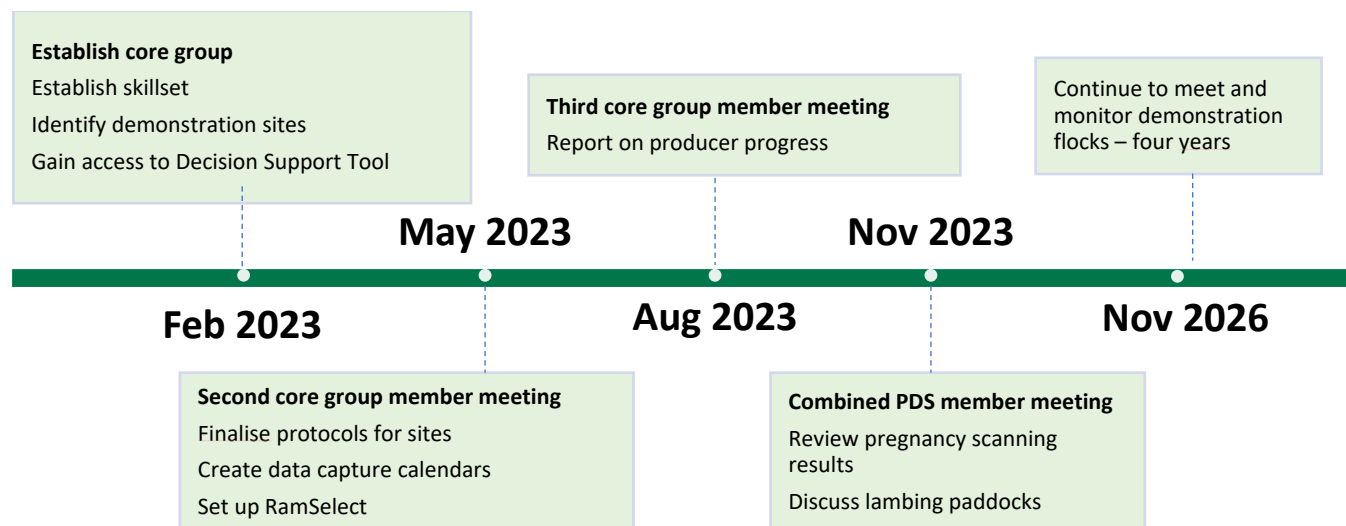 Establish core group
Establish skillset
Identify demonstration sites
Gain access to Decision Support Tool
Third core group member meeting
Report on producer progress
Continue to meet and
monitor demonstration
flocks – four years
May 2023
Nov 2023
Feb 2023
Aug 2023
Nov 2026
Second core group member meeting
Finalise protocols for sites
Create data capture calendars
Set up RamSelect
Combined PDS member meeting
Review pregnancy scanning
results
Discuss lambing paddocks